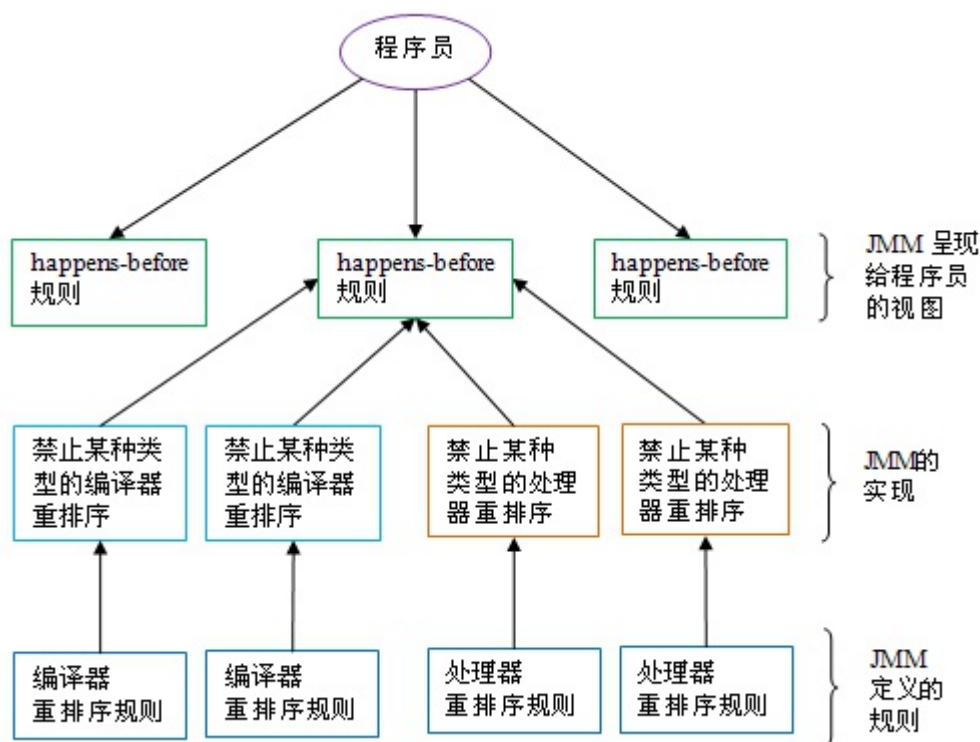 程序员
happens-before
规则
happens-before
规则
happens-before
规则
JMM 呈现
给程序员
的视图
禁止某种类
型的编译器
重排序
禁止某种类
型的编译器
重排序
禁止某种
类型的处理
器重排序
禁止某种
类型的处理
器重排序
JMM的
实现
编译器
重排序规则
编译器
重排序规则
处理器
重排序规则
处理器
重排序规则
JMM
定义的
规则